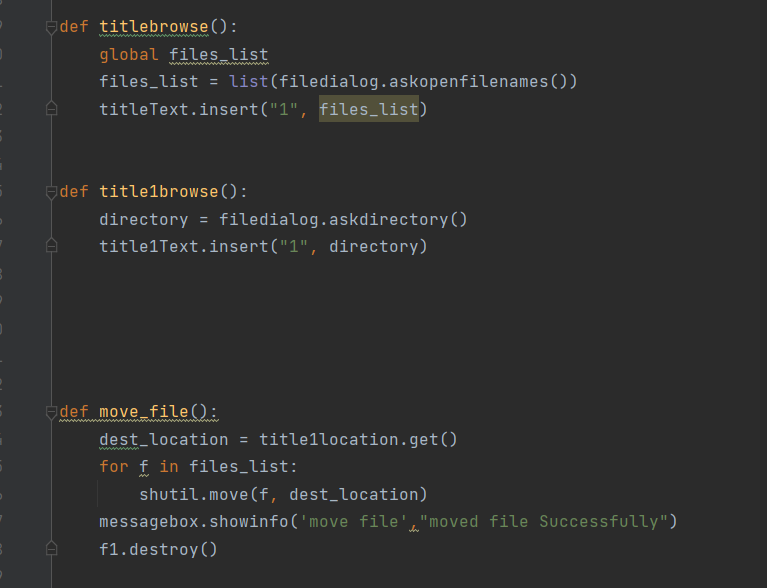 def titlebrowse():
global files_list
files_list = list(filedialog.askopenfilenames())
titleText.insert("1", files_list)
def title1browse():
directory = filedialog.askdirectory()
title1Text.insert("1", directory)
def move_file():
dest_location = title1location.get()
for f in files_list:
shutil.move(f, dest_location)
messagebox.showinfo('move file',"moved file Successfully")
f1.destroy()